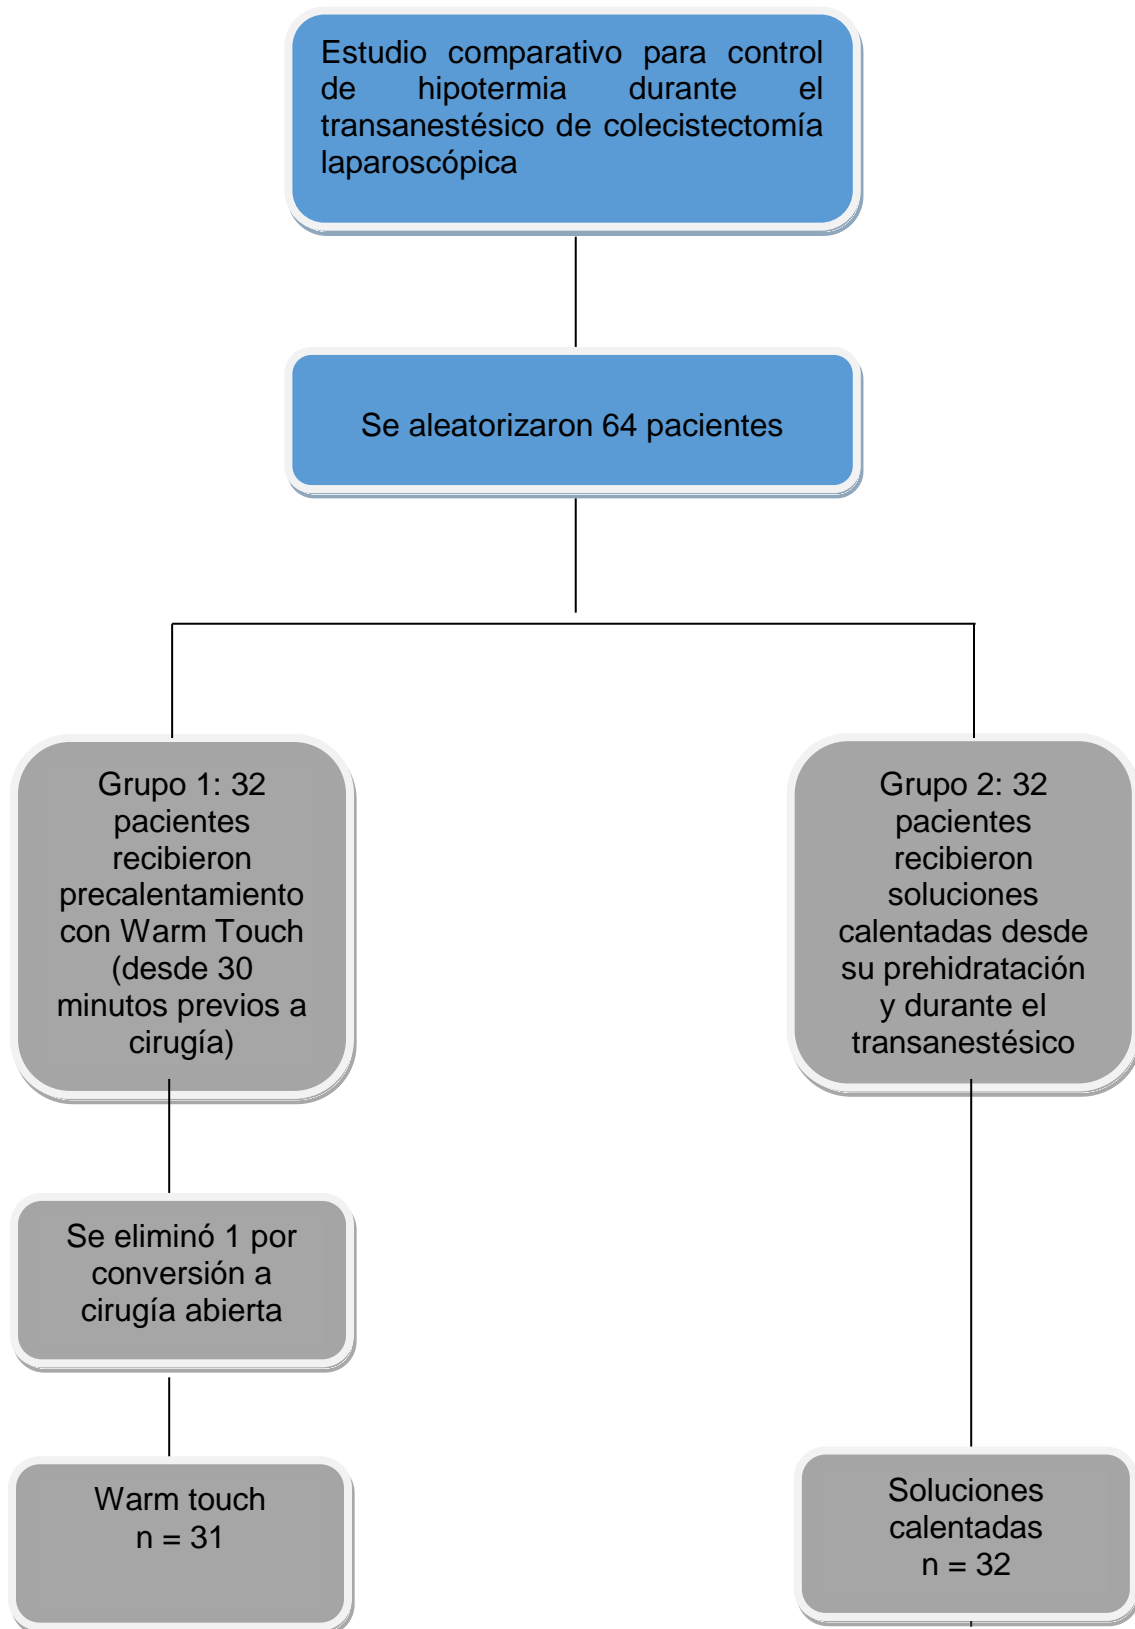 Estudio comparativo para control
de hipotermia durante el
transanestésico de colecistectomía
laparoscópica
Se aleatorizaron 64 pacientes
Grupo 1: 32
pacientes
recibieron
precalentamiento
con Warm Touch
(desde 30
minutos previos a
cirugía)
Grupo 2: 32
pacientes
recibieron
soluciones
calentadas desde
su prehidratación
y durante el
transanestésico
Se eliminó 1 por
conversión a
cirugía abierta
Warm touch
n = 31
Soluciones
calentadas
n = 32